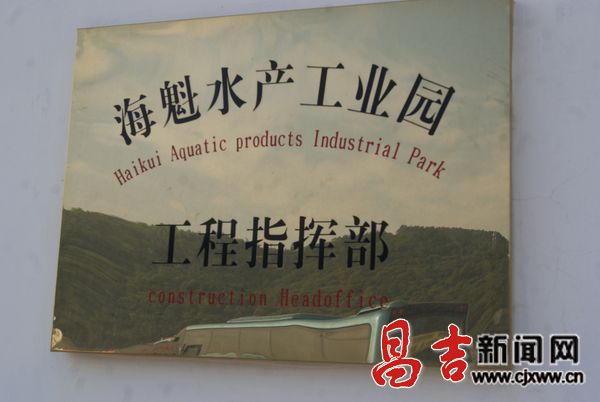 海魁水产工业园
Haikui Aquatic products Industrial Park
工程指挥部
construction Headoffice
昌吉新闻网
www.cjxww.cn